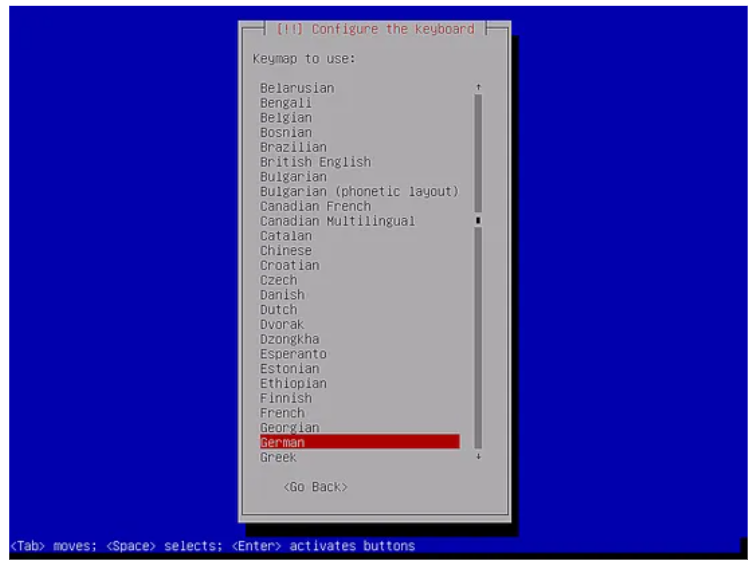 [!!] Configure the keyboard
Keymap to use:
Belarusian
Bengali
Belgian
Bosnian
Brazilian
British English
Bulgarian
Bulgarian (phonetic layout)
Canadian French
Canadian Multilingual
Catalan
Chinese
Croatian
Czech
Danish
Dutch
Dvorak
Dzongkha
Esperanto
Estonian
Ethiopian
Finnish
French
Georgian
German
Greek
<Go Back>
<Tab> moves; <Space> selects; <Enter> activates buttons